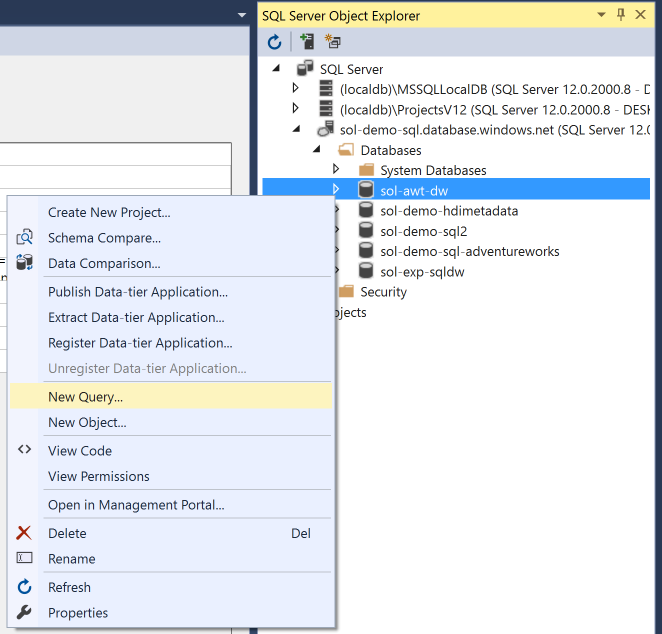 SQL Server Object Explorer
SQL Server
(localdb)\MSSQLLocalDB (SQL Server 12.0.2000.8 - D
(localdb)\ProjectsV12 (SQL Server 12.0.2000.8 - DESK
sol-demo-sql.database.windows.net (SQL Server 12.0
Databases
System Databases
sol-awt-dw
sol-demo-hdimetadata
sol-demo-sql2
sol-demo-sql-adventureworks
sol-exp-sqldw
Security
ojects
Create New Project...
Schema Compare...
Data Comparison...
Publish Data-tier Application...
Extract Data-tier Application...
Register Data-tier Application...
Unregister Data-tier Application...
New Query...
New Object...
View Code
View Permissions
Open in Management Portal...
Delete Del
Rename
Refresh
Properties